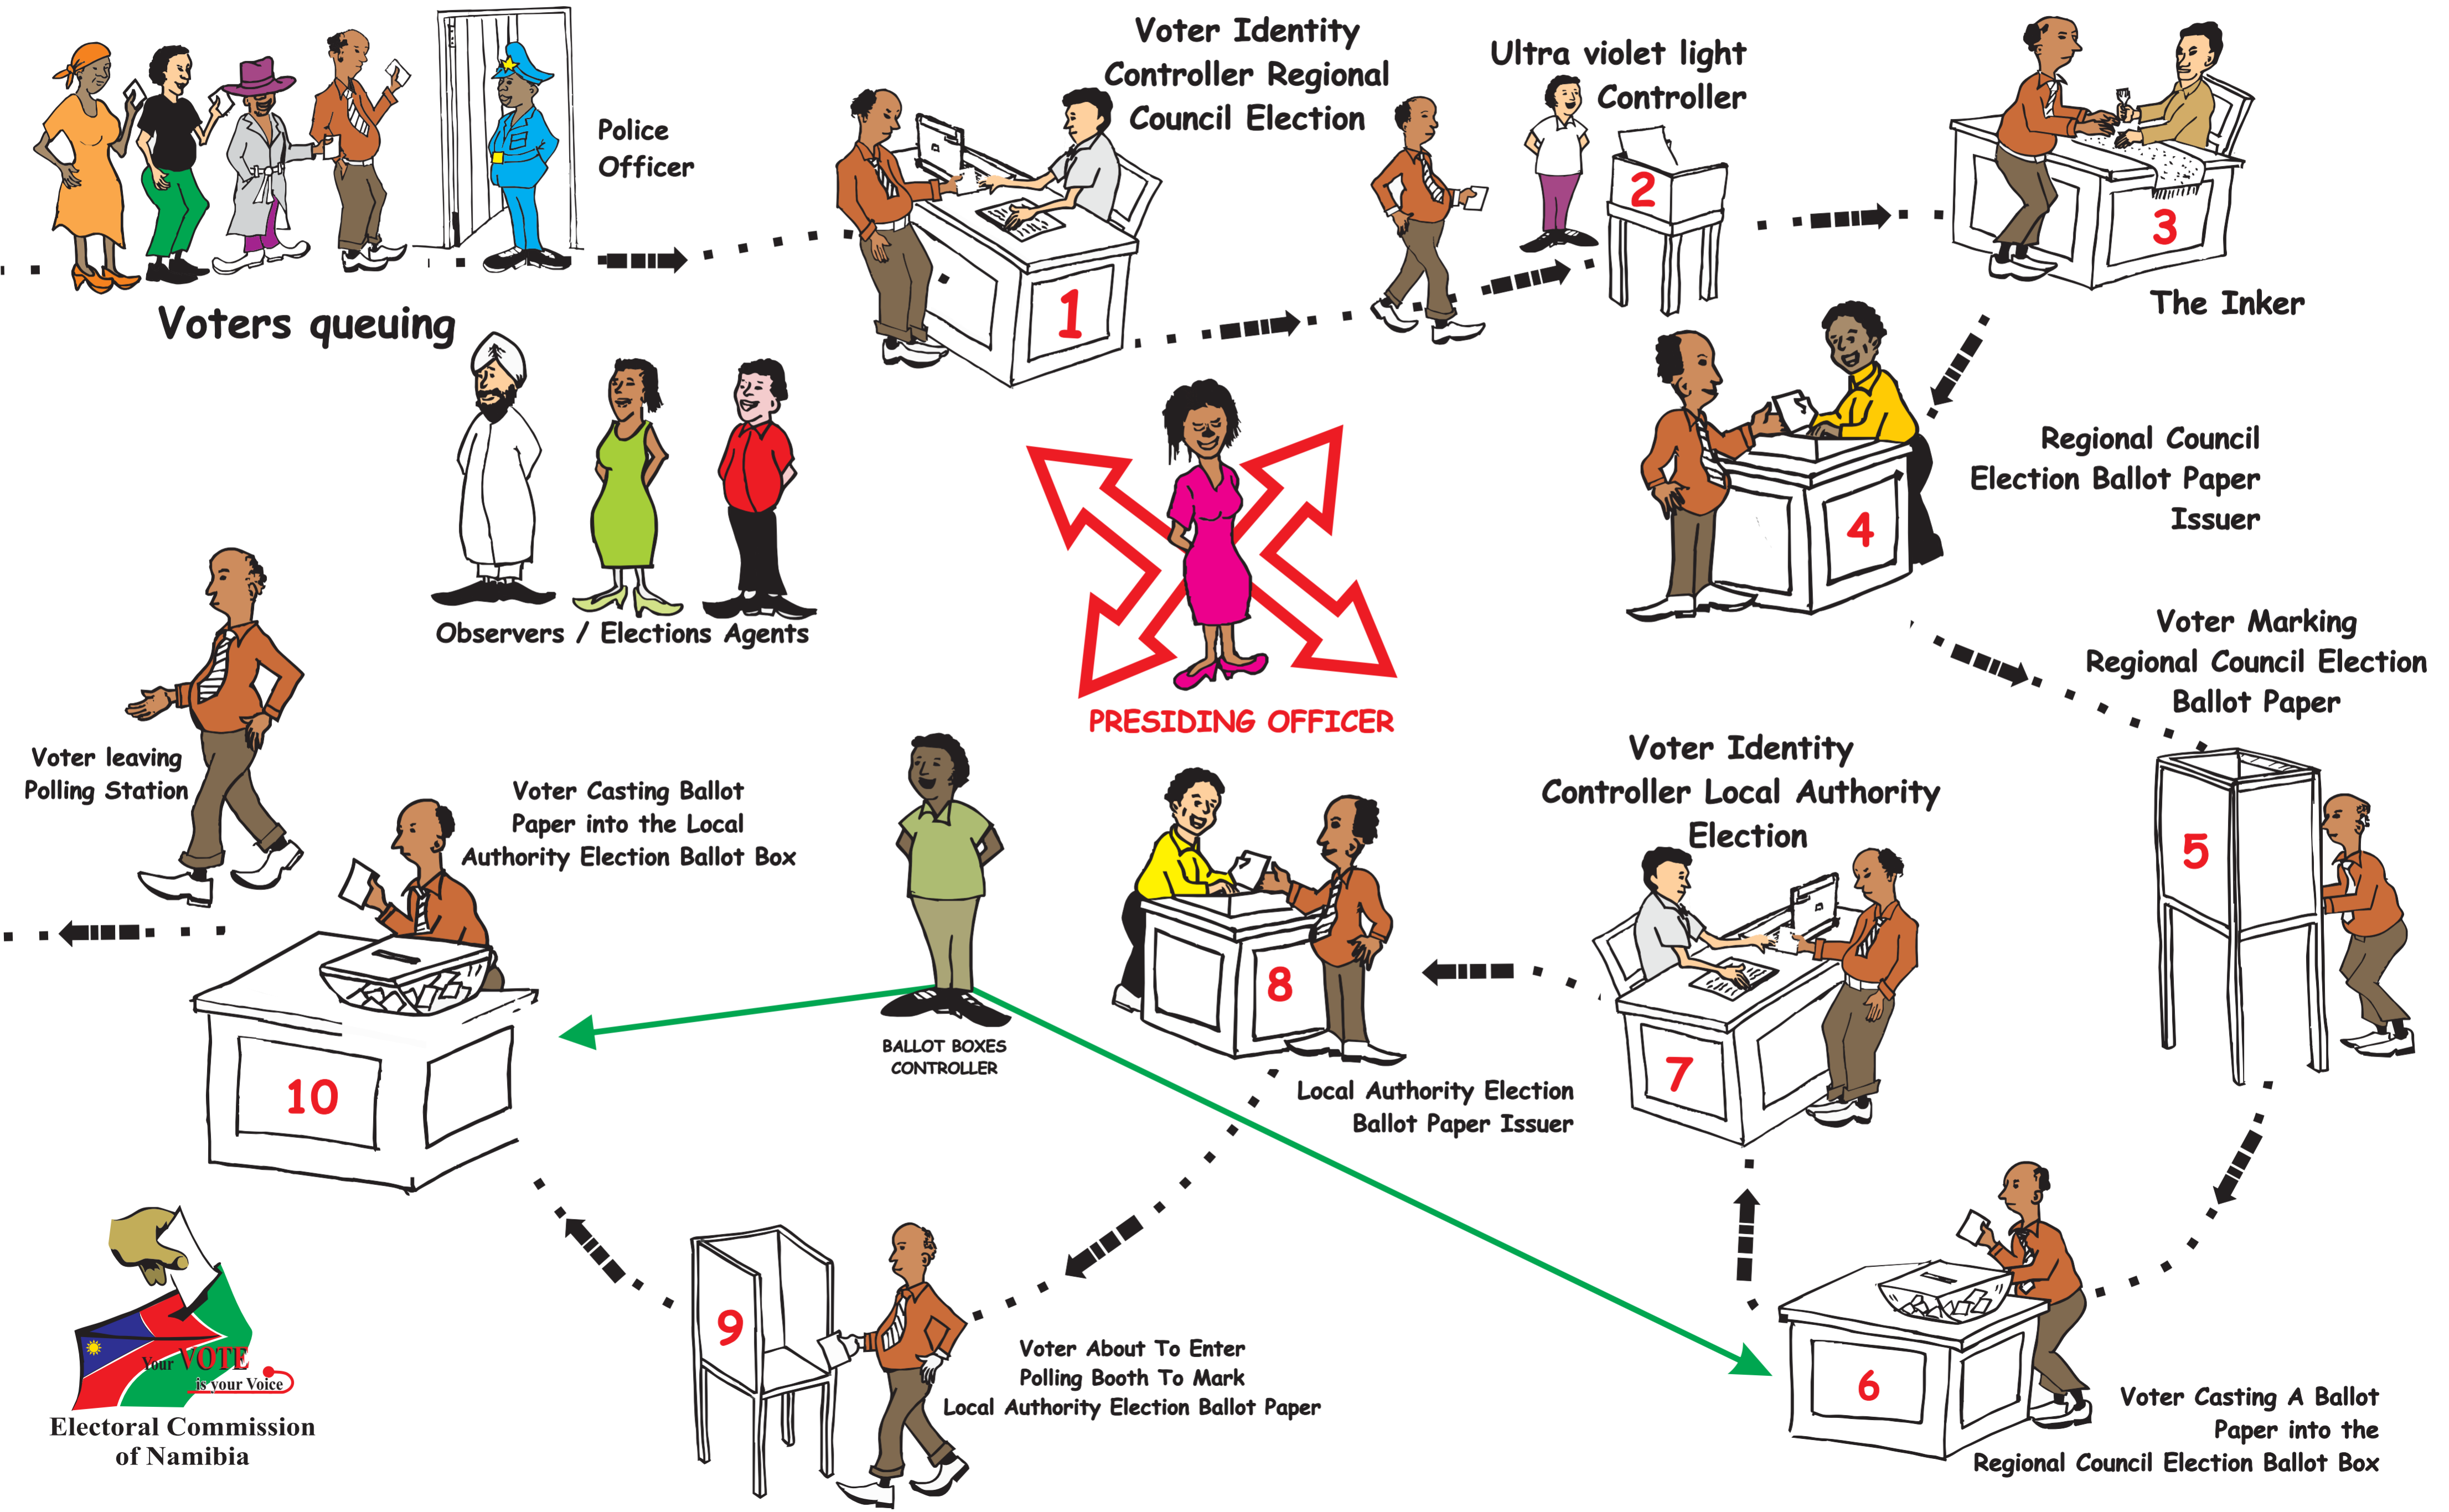 Police
Officer
Voters queuing
Voter Identity
Controller Regional
Council Election
1
Ultra violet light
Controller
2
3
The Inker
Regional Council
Election Ballot Paper
Issuer
4
Observers / Elections Agents
PRESIDING OFFICER
Voter Marking
Regional Council Election
Ballot Paper
5
Voter leaving
Polling Station
Voter Casting Ballot
Paper into the Local
Authority Election Ballot Box
10
BALLOT BOXES
CONTROLLER
8
Local Authority Election
Ballot Paper Issuer
Voter Identity
Controller Local Authority
Election
7
9
Voter About To Enter
Polling Booth To Mark
Local Authority Election Ballot Paper
6
Voter Casting A Ballot
Paper into the
Regional Council Election Ballot Box
Your VOTE
is your Voice
Electoral Commission
of Namibia